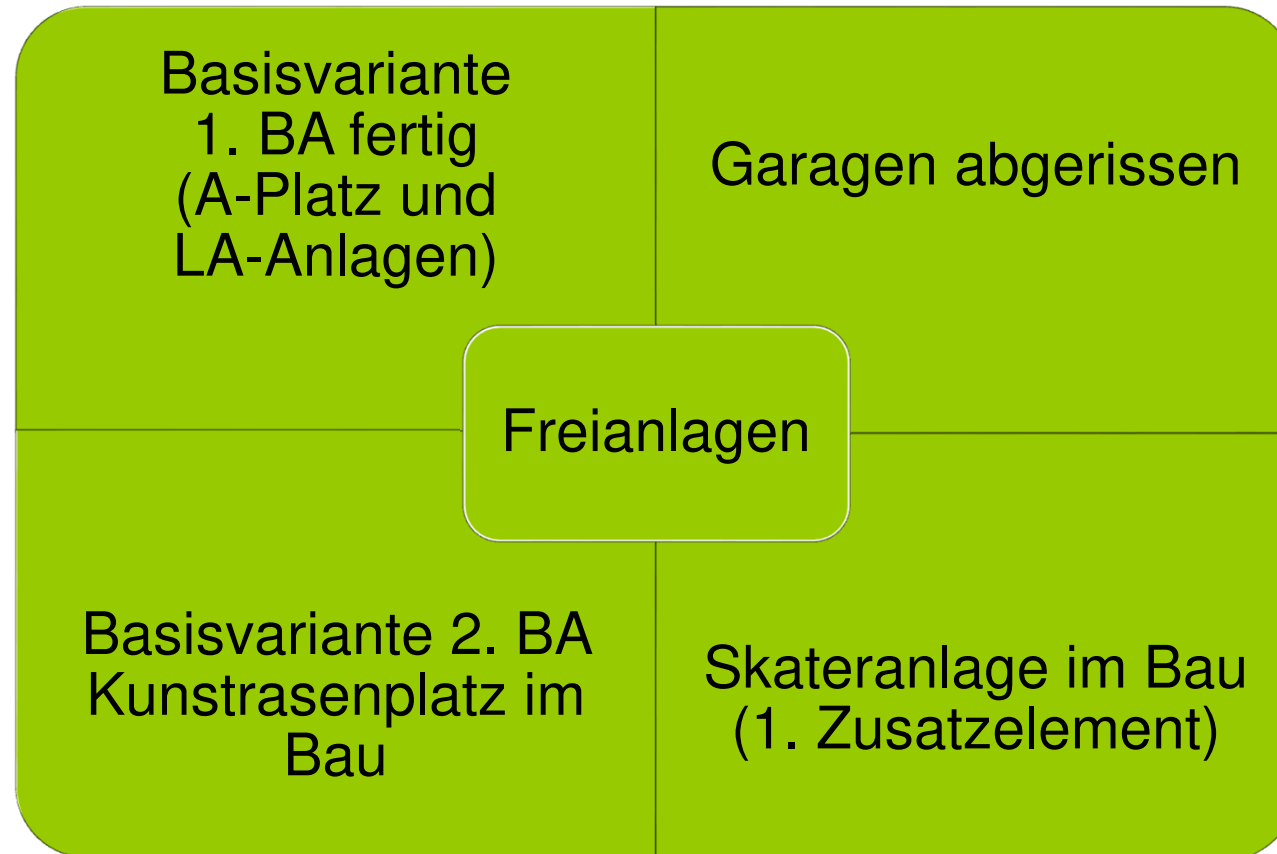 Basisvariante
1. BA fertig
(A-Platz und
LA-Anlagen)
Garagen abgerissen
Freianlagen
Basisvariante 2. BA
Kunstrasenplatz im
Bau
Skateranlage im Bau
(1. Zusatzelement)